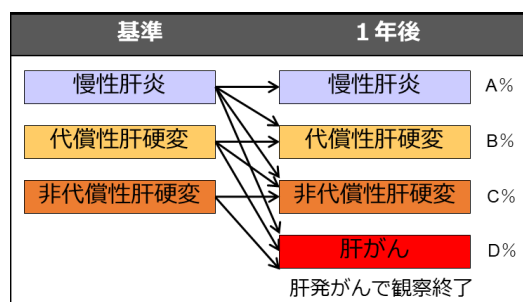 基準 １年後
慢性肝炎 慢性肝炎 A%
代償性肝硬変 代償性肝硬変 B%
非代償性肝硬変 非代償性肝硬変 C%
肝がん D%
肝発がんで観察終了